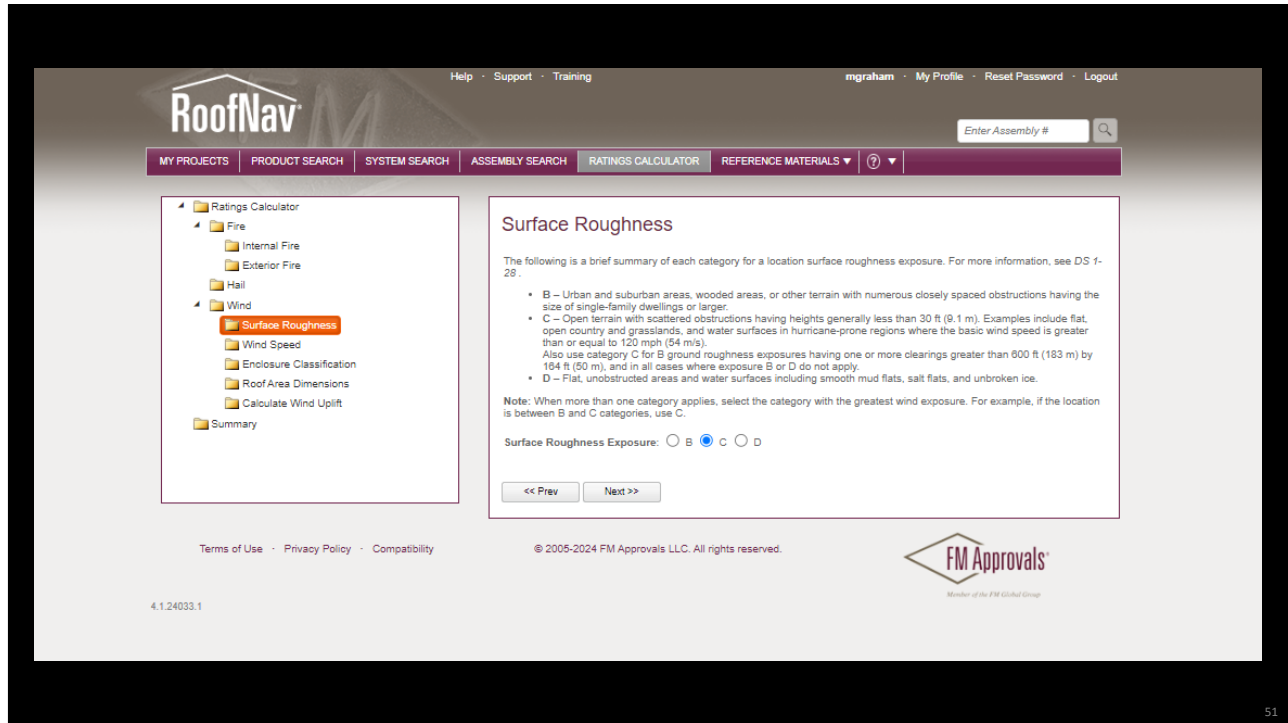 Help · Support · Training
mgraham · My Profile · Reset Password · Logout
RoofNav
Enter Assembly #
MY PROJECTS
PRODUCT SEARCH
SYSTEM SEARCH
ASSEMBLY SEARCH
RATINGS CALCULATOR
REFERENCE MATERIALS ▼
? ▼
Ratings Calculator
Fire
Internal Fire
Exterior Fire
Hail
Wind
Surface Roughness
Wind Speed
Enclosure Classification
Roof Area Dimensions
Calculate Wind Uplift
Summary
Surface Roughness
The following is a brief summary of each category for a location surface roughness exposure. For more information, see DS 1-
28 .
• B – Urban and suburban areas, wooded areas, or other terrain with numerous closely spaced obstructions having the
size of single-family dwellings or larger.
• C – Open terrain with scattered obstructions having heights generally less than 30 ft (9.1 m). Examples include flat,
open country and grasslands, and water surfaces in hurricane-prone regions where the basic wind speed is greater
than or equal to 120 mph (54 m/s).
Also use category C for B ground roughness exposures having one or more clearings greater than 600 ft (183 m) by
164 ft (50 m), and in all cases where exposure B or D do not apply.
• D – Flat, unobstructed areas and water surfaces including smooth mud flats, salt flats, and unbroken ice.
Note: When more than one category applies, select the category with the greatest wind exposure. For example, if the location
is between B and C categories, use C.
Surface Roughness Exposure: B C D
<< Prev
Next >>
Terms of Use · Privacy Policy · Compatibility
© 2005-2024 FM Approvals LLC. All rights reserved.
FM Approvals
Member of the FM Global Group
4.1.24033.1
51